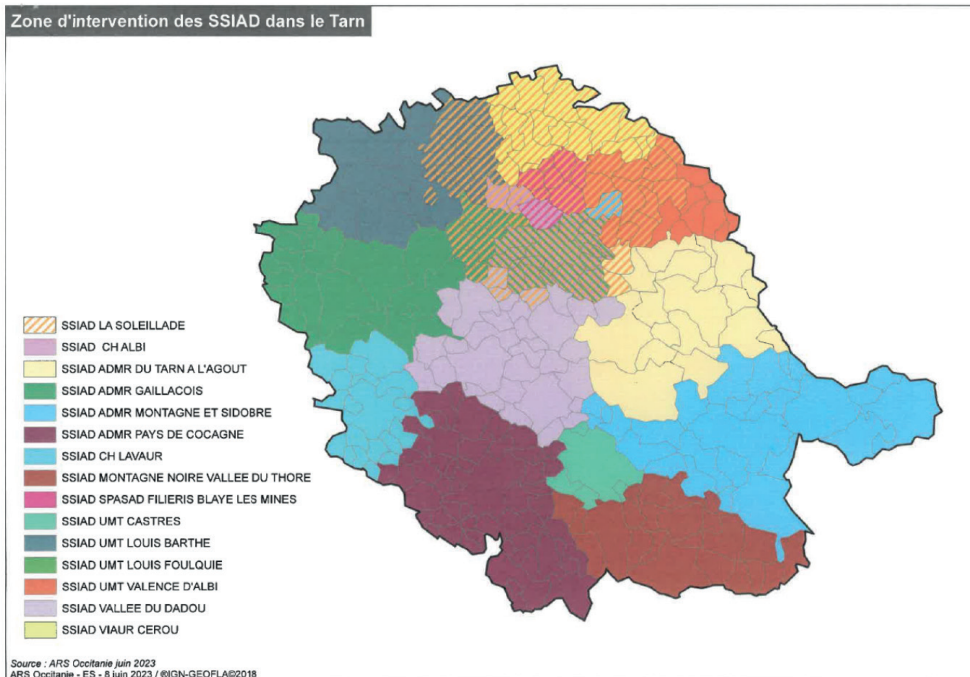 Zone d'intervention des SSIAD dans le Tarn
SSIAD LA SOLEILLADE
SSIAD CH ALBI
SSIAD ADMR DU TARN A L'AGOUT
SSIAD ADMR GAILLACOIS
SSIAD ADMR MONTAGNE ET SIDOBRE
SSIAD ADMR PAYS DE COCAGNE
SSIAD CH LAVAUR
SSIAD MONTAGNE NOIRE VALLEE DU THORE
SSIAD SPASAD FILIERIS BLAYE LES MINES
SSIAD UMT CASTRES
SSIAD UMT LOUIS BARTHE
SSIAD UMT LOUIS FOULQUIE
SSIAD UMT VALENCE D'ALBI
SSIAD VALLEE DU DADOU
SSIAD VIAUR CEROU
Source : ARS Occitanie juin 2023
ARS Occitanie - ES - 8 juin 2023 / ®IGN-GEOFLA©2018